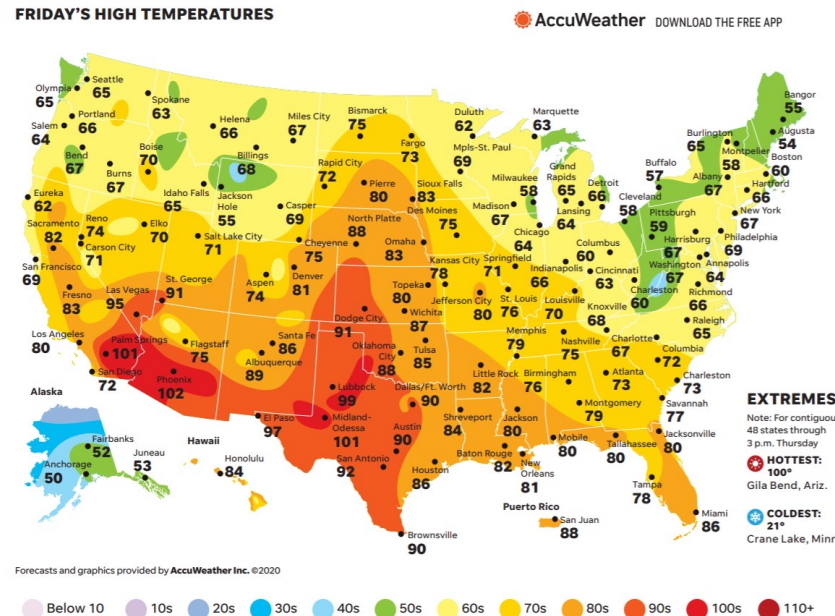 FRIDAY'S HIGH TEMPERATURES
AccuWeather DOWNLOAD THE FREE APP
Seattle
65
Olympia
65
Spokane
63
Portland
66
Salem
64
Helena
66
Miles City
67
Bismarck
75
Fargo
73
Duluth
62
Marquette
63
Bangor
55
Augusta
54
Burlington
65
Montpelier
58
Boston
60
Bend
67
Boise
70
Burns
67
Billings
68
Rapid City
72
Mpls-St. Paul
69
Grand
Rapids
65
Milwaukee
58
Detroit
66
Buffalo
57
Albany
67
Hartford
66
Eureka
62
Idaho Falls
65
Jackson
Hole
55
Casper
69
Pierre
80
Sioux Falls
83
Madison
67
Lansing
64
Cleveland
58
Pittsburgh
59
New York
67
Sacramento
82
Reno
74
Carson City
71
Elko
70
Salt Lake City
71
Cheyenne
75
North Platte
88
Omaha
83
Des Moines
75
Chicago
64
Columbus
60
Harrisburg
67
Philadelphia
69
San Francisco
69
Fresno
83
Las Vegas
95
St. George
91
Aspen
74
Denver
81
Topeka
80
Kansas City
78
Springfield
71
Indianapolis
66
Cincinnati
63
Charleston
60
Washington
67
Annapolis
64
Richmond
66
Jefferson City
80
St. Louis
76
Louisville
70
Knoxville
68
Raleigh
65
Los Angeles
80
Palm Springs
101
San Diego
72
Flagstaff
75
Phoenix
102
Santa Fe
86
Albuquerque
89
Dodge City
91
Wichita
87
Oklahoma
City
88
Tulsa
85
Memphis
79
Nashville
75
Charlotte
67
Columbia
72
Lubbock
99
Dallas/Ft. Worth
90
Little Rock
82
Birmingham
76
Atlanta
73
Charleston
73
Savannah
77
El Paso
97
Midland-
Odessa
101
Austin
90
Shreveport
84
Jackson
80
Montgomery
79
San Antonio
92
Houston
86
Baton Rouge
82
New
Orleans
81
Mobile
80
Tallahassee
80
Jacksonville
80
Tampa
78
Miami
86
Brownsville
90
Alaska
Fairbanks
52
Anchorage
50
Juneau
53
Hawaii
Honolulu
84
Puerto Rico
San Juan
88
EXTREMES
Note: For contiguou
48 states through
3 p.m. Thursday
HOTTEST:
100°
Gila Bend, Ariz.
COLDEST:
21°
Crane Lake, Minn
Forecasts and graphics provided by AccuWeather Inc. ©2020
Below 10 10s 20s 30s 40s 50s 60s 70s 80s 90s 100s 110+